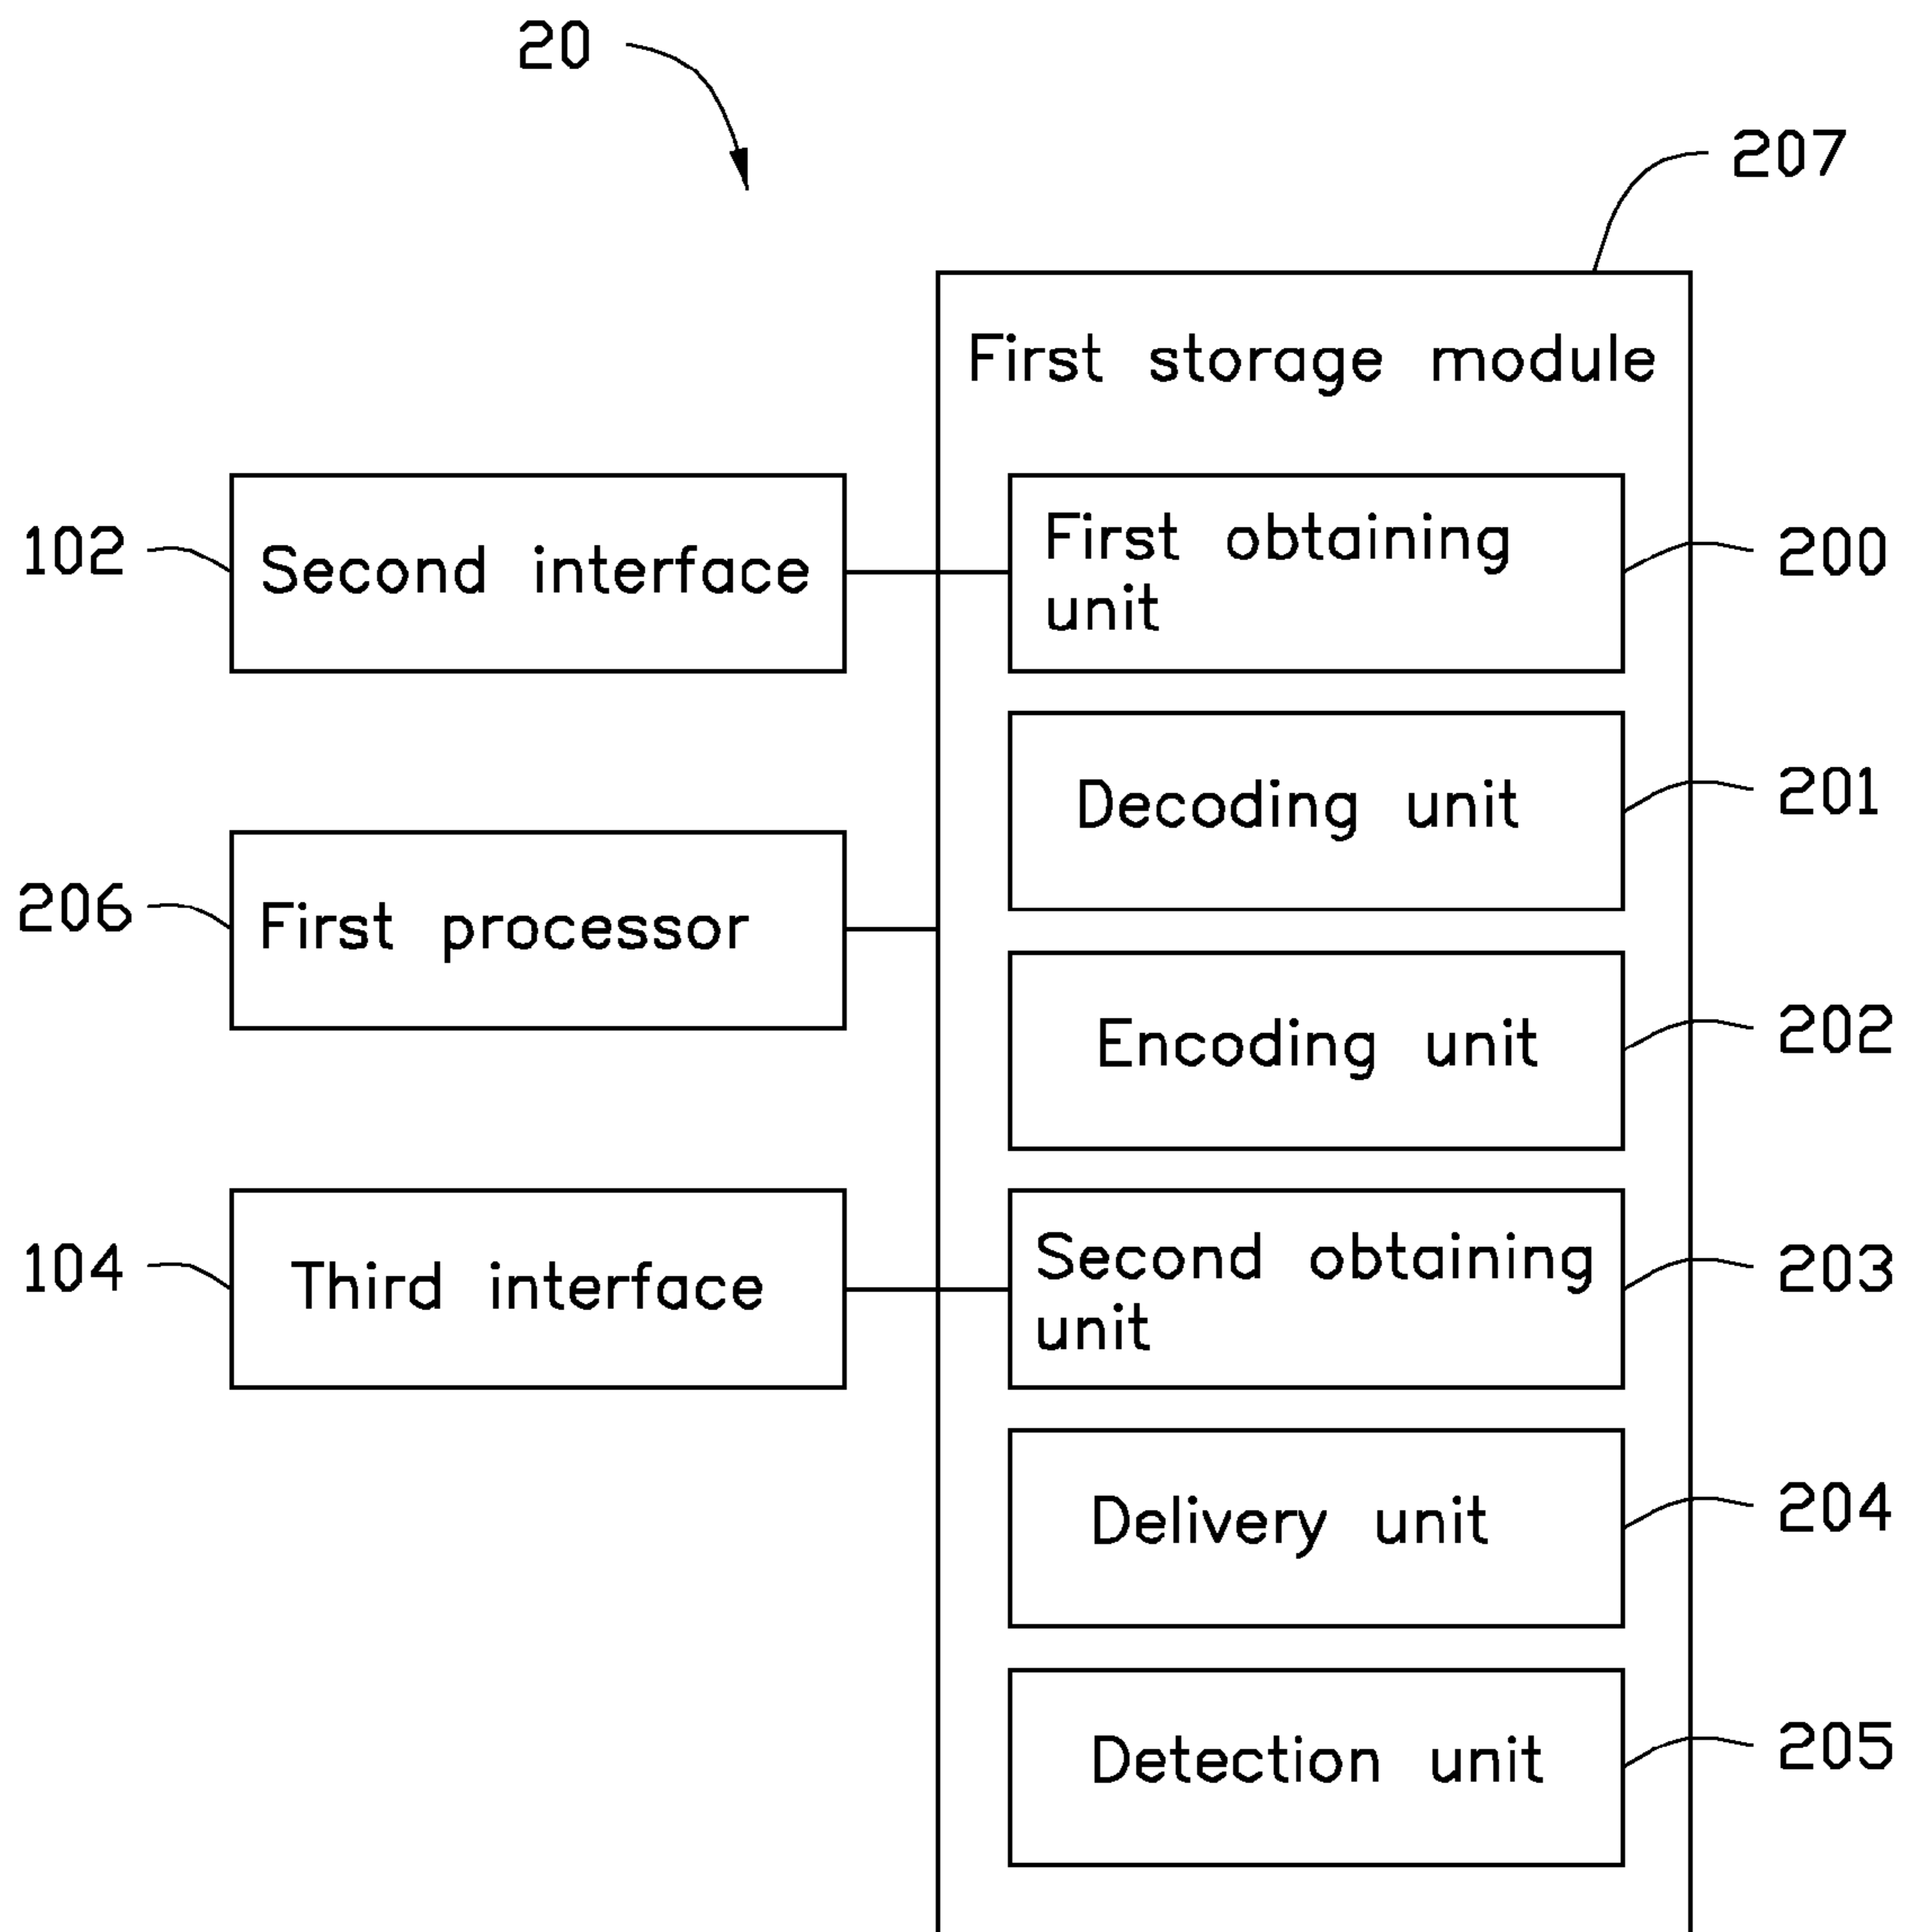 20
207
First storage module
102
Second interface
First obtaining
unit
200
Decoding unit
201
206
First processor
Encoding unit
202
104
Third interface
Second obtaining
unit
203
Delivery unit
204
Detection unit
205